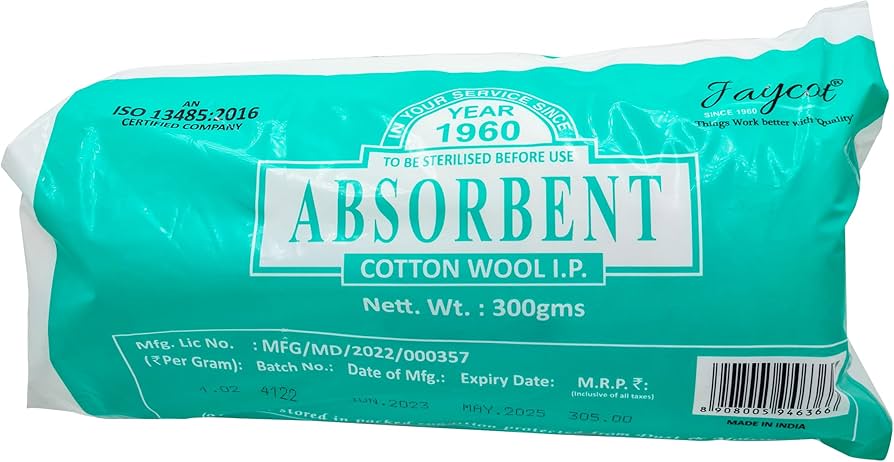 AN
ISO 13485:2016
CERTIFIED COMPANY
IN YOUR SERVICE SINCE
YEAR
1960
TO BE STERILISED BEFORE USE
ABSORBENT
COTTON WOOL I.P.
Nett. Wt. : 300gms
Jaycot®
SINCE 1960
"Things Work better with 'Quality'
Mfg. Lic No. : MFG/MD/2022/000357
(₹Per Gram): Batch No.: Date of Mfg.: Expiry Date: M.R.P. ₹:
(Inclusive of all taxes)
1.02 4122 JUN.2023 MAY.2025 305.00
stored in packed condition protected from Dust &
8 908005 946366
MADE IN INDIA